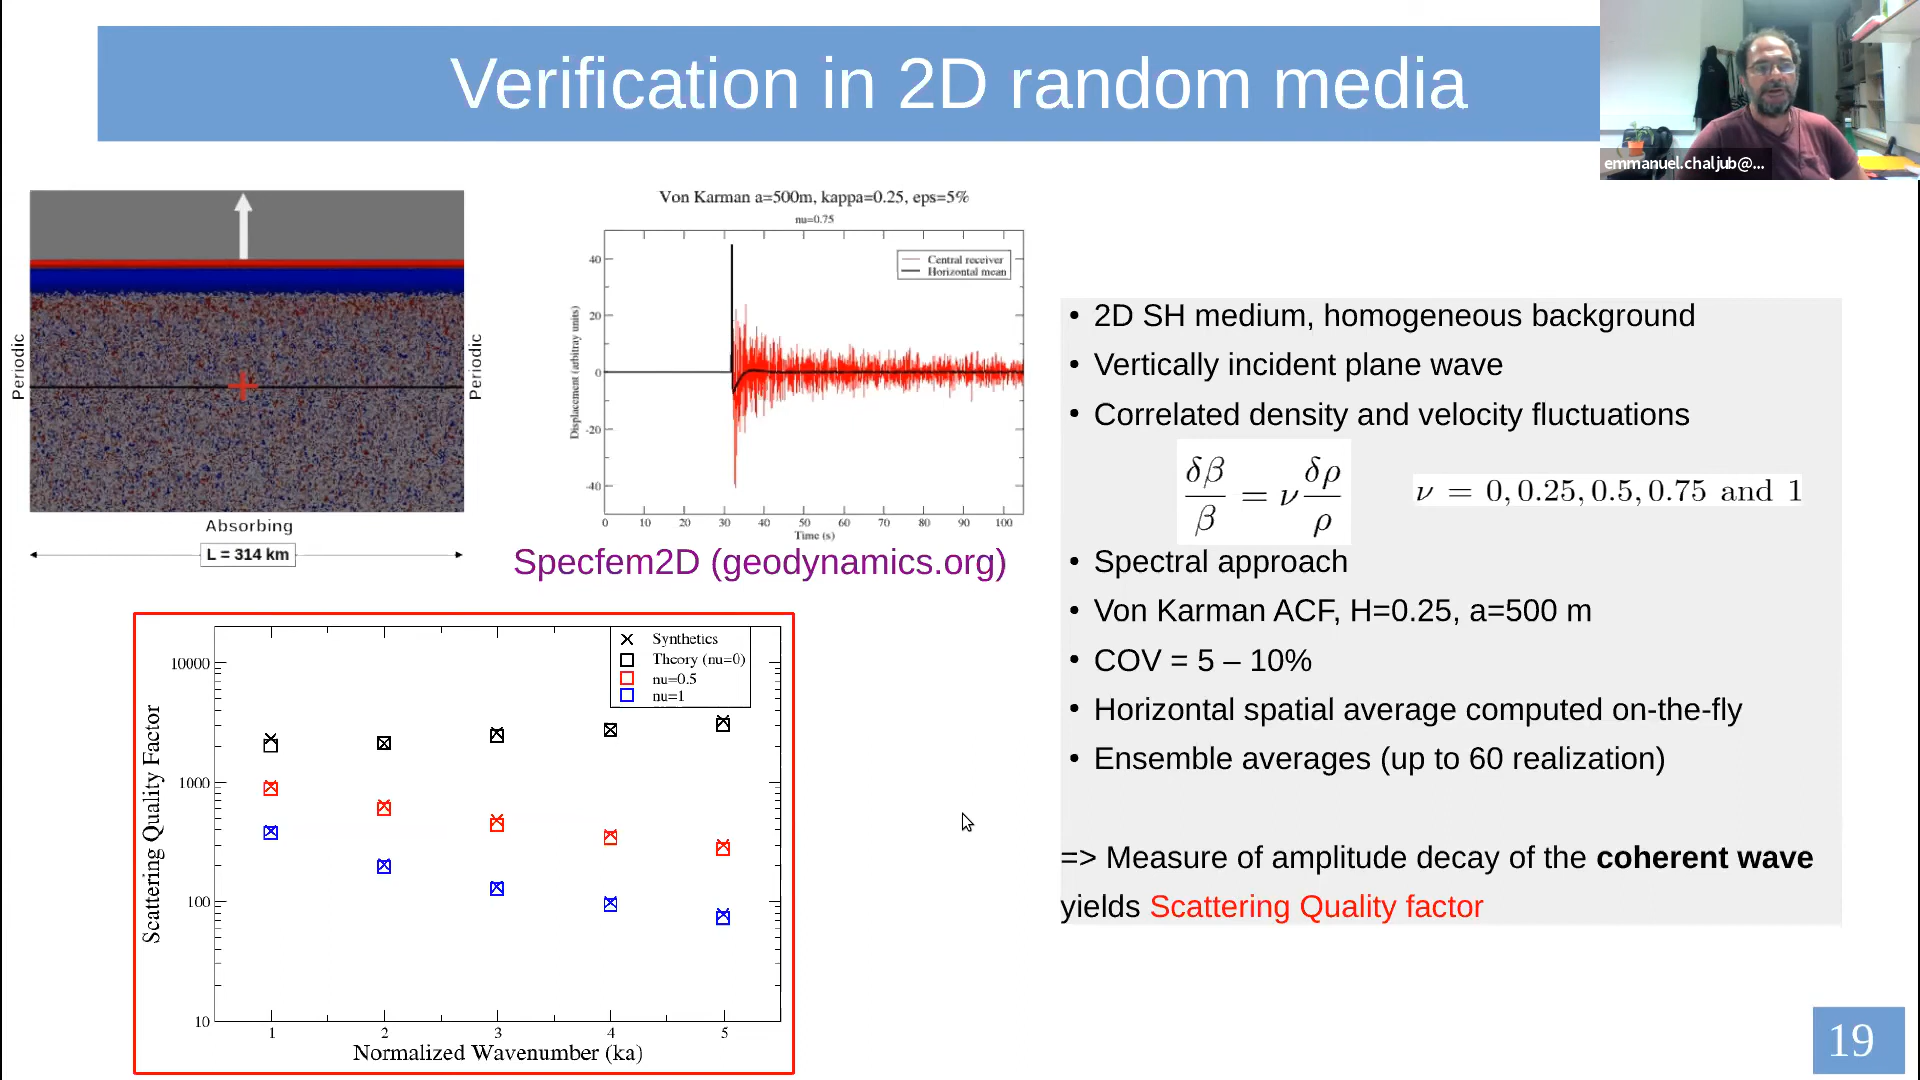 Verification in 2D random media
emmanuel.chaljub@...
Periodic
Periodic
Absorbing
L = 314 km
Von Karman a=500m, kappa=0.25, eps=5%
nu=0.75
Central receiver
Horizontal mean
Displacement (arbitray units)
40
20
0
-20
-40
0 10 20 30 40 50 60 70 80 90 100
Time (s)
Specfem2D (geodynamics.org)
Synthetics
Theory (nu=0)
nu=0.5
nu=1
Scattering Quality Factor
10000
1000
100
10
1 2 3 4 5
Normalized Wavenumber (ka)
• 2D SH medium, homogeneous background
• Vertically incident plane wave
• Correlated density and velocity fluctuations
δβ/β = ν δρ/ρ
ν = 0, 0.25, 0.5, 0.75 and 1
• Spectral approach
• Von Karman ACF, H=0.25, a=500 m
• COV = 5 – 10%
• Horizontal spatial average computed on-the-fly
• Ensemble averages (up to 60 realization)
=> Measure of amplitude decay of the coherent wave
yields Scattering Quality factor
19